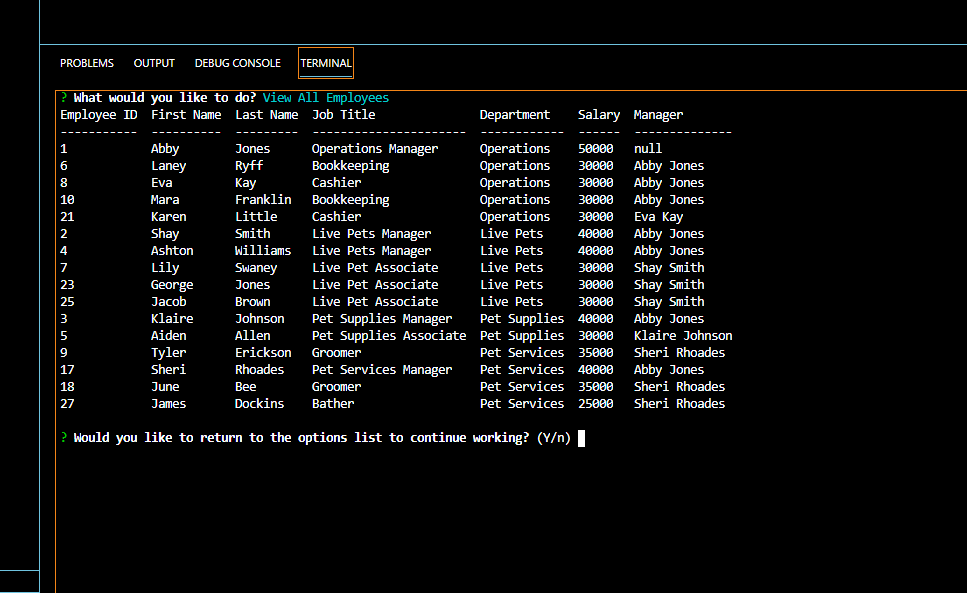 PROBLEMS OUTPUT DEBUG CONSOLE TERMINAL
? What would you like to do? View All Employees
Employee ID  First Name  Last Name  Job Title               Department    Salary  Manager
-----------  ----------  ---------  ----------------------  ------------  ------  --------------
1            Abby        Jones      Operations Manager      Operations    50000   null
6            Laney       Ryff       Bookkeeping             Operations    30000   Abby Jones
8            Eva         Kay        Cashier                 Operations    30000   Abby Jones
10           Mara        Franklin   Bookkeeping             Operations    30000   Abby Jones
21           Karen       Little     Cashier                 Operations    30000   Eva Kay
2            Shay        Smith      Live Pets Manager       Live Pets     40000   Abby Jones
4            Ashton      Williams   Live Pets Manager       Live Pets     40000   Abby Jones
7            Lily        Swaney     Live Pet Associate      Live Pets     30000   Shay Smith
23           George      Jones      Live Pet Associate      Live Pets     30000   Shay Smith
25           Jacob       Brown      Live Pet Associate      Live Pets     30000   Shay Smith
3            Klaire      Johnson    Pet Supplies Manager    Pet Supplies  40000   Abby Jones
5            Aiden       Allen      Pet Supplies Associate  Pet Supplies  30000   Klaire Johnson
9            Tyler       Erickson   Groomer                 Pet Services  35000   Sheri Rhoades
17           Sheri       Rhoades    Pet Services Manager    Pet Services  40000   Abby Jones
18           June        Bee        Groomer                 Pet Services  35000   Sheri Rhoades
27           James       Dockins    Bather                  Pet Services  25000   Sheri Rhoades
? Would you like to return to the options list to continue working? (Y/n)